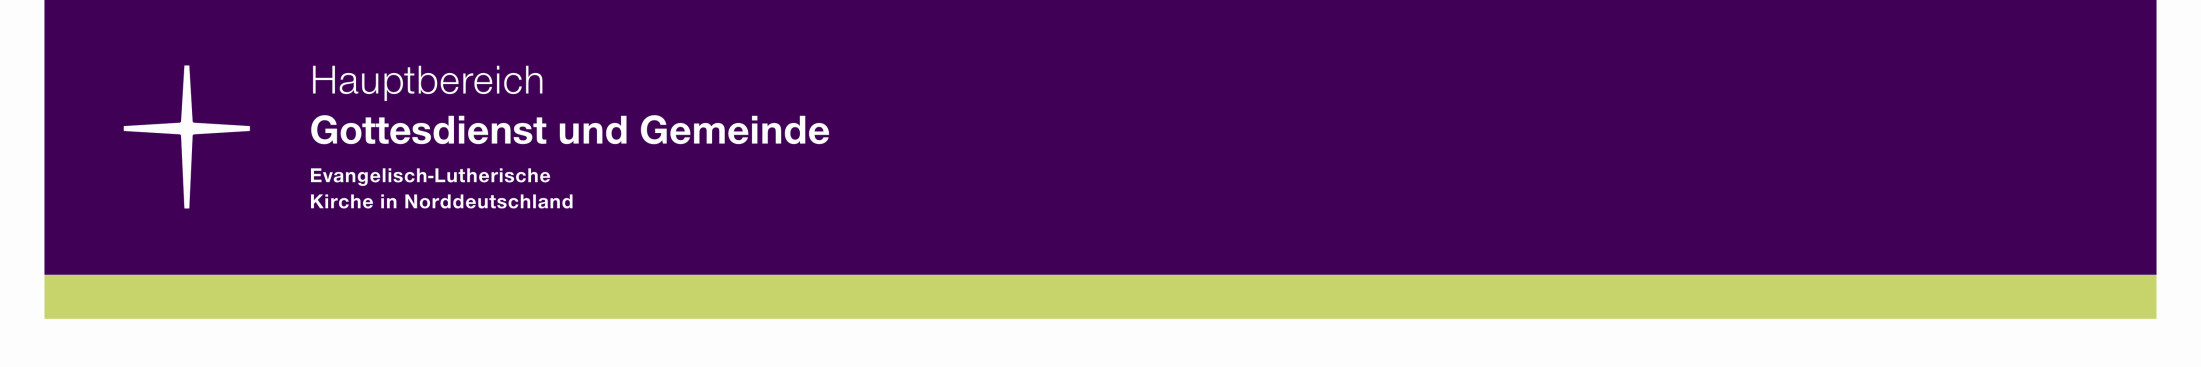 Hauptbereich
Gottesdienst und Gemeinde
Evangelisch-Lutherische
Kirche in Norddeutschland